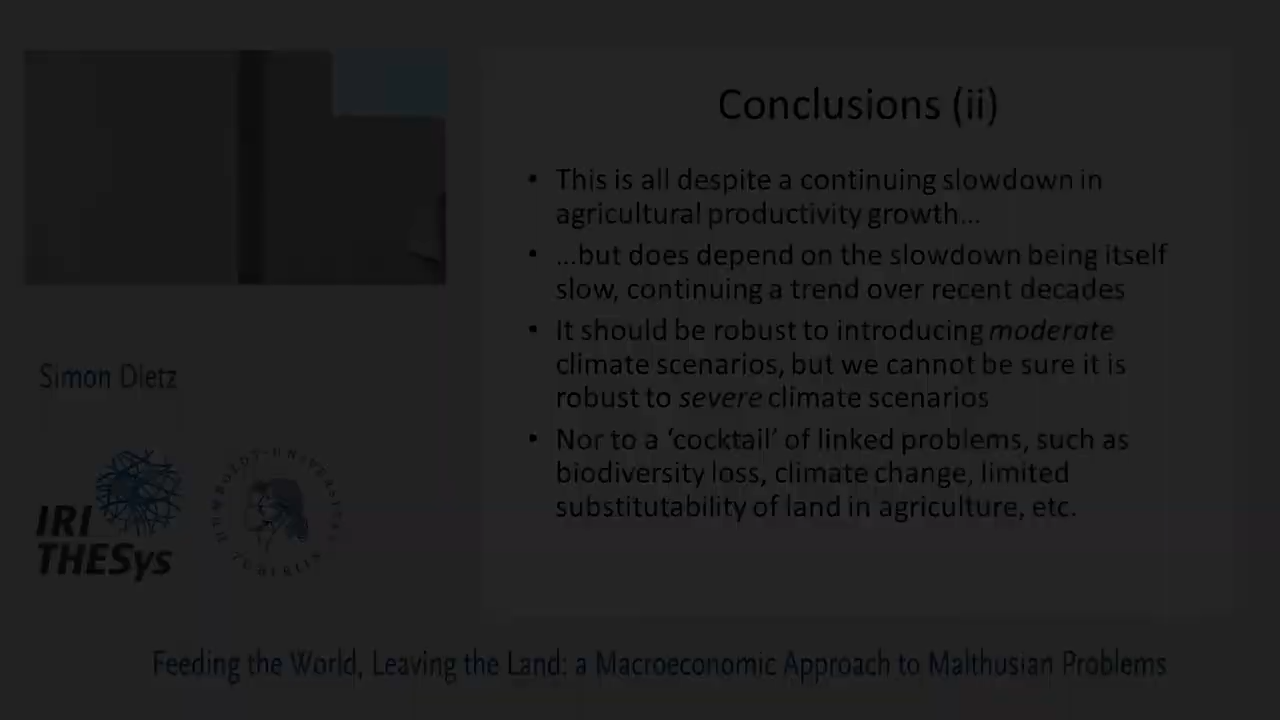 Conclusions (ii)
• This is all despite a continuing slowdown in
agricultural productivity growth...
• ...but does depend on the slowdown being itself
slow, continuing a trend over recent decades
• It should be robust to introducing moderate
climate scenarios, but we cannot be sure it is
robust to severe climate scenarios
• Nor to a ‘cocktail’ of linked problems, such as
biodiversity loss, climate change, limited
substitutability of land in agriculture, etc.
Simon Dietz
IRI
THESys
Feeding the World, Leaving the Land: a Macroeconomic Approach to Malthusian Problems